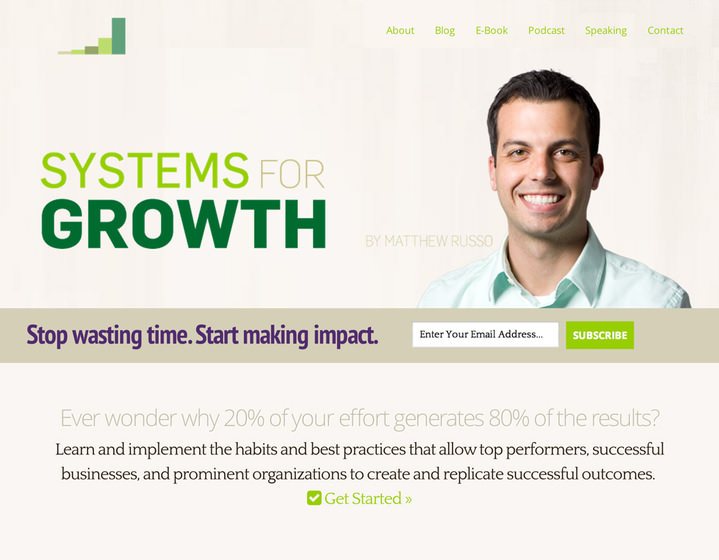 About Blog E-Book Podcast Speaking Contact
SYSTEMS FOR
GROWTH
BY MATTHEW RUSSO
Stop wasting time. Start making impact.
Enter Your Email Address...
SUBSCRIBE
Ever wonder why 20% of your effort generates 80% of the results?
Learn and implement the habits and best practices that allow top performers, successful
businesses, and prominent organizations to create and replicate successful outcomes.
Get Started »